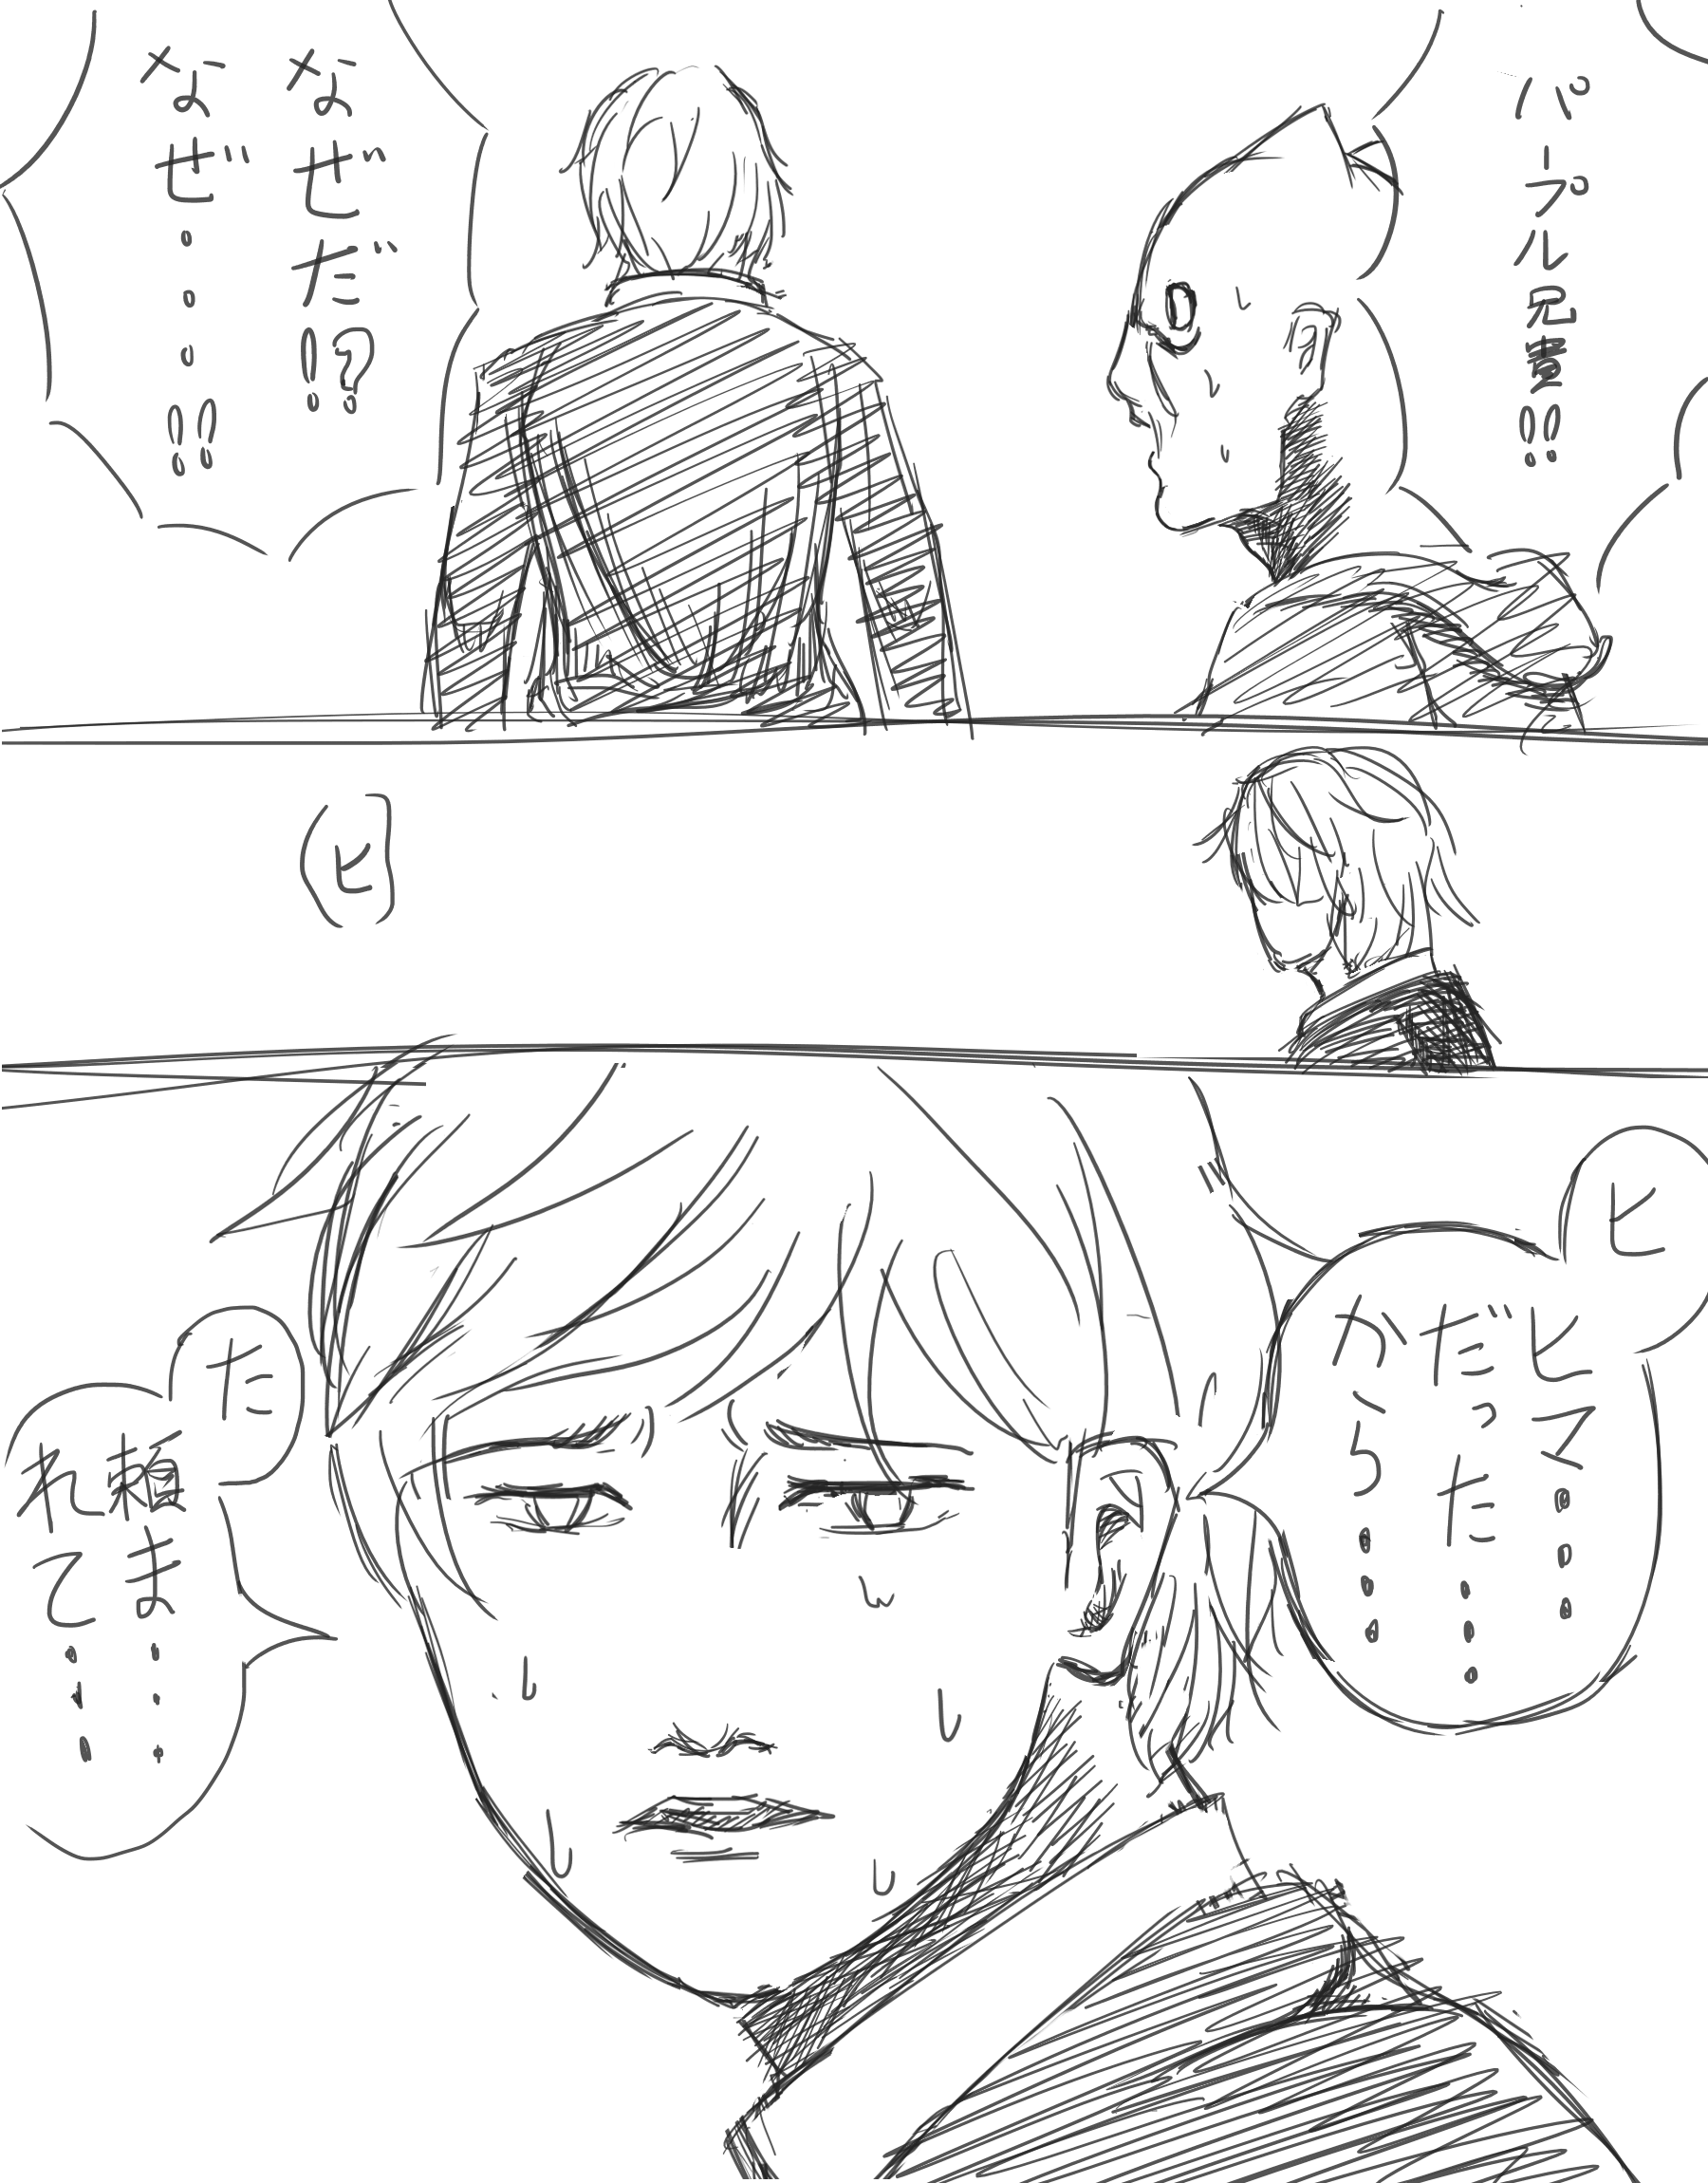 パープル兄貴!!
なぜだ!?
なぜ・・・!!
ヒ
ヒ
ヒマ・・・
だった・・・
から・・・
た
頼ま・・・
れて・・・